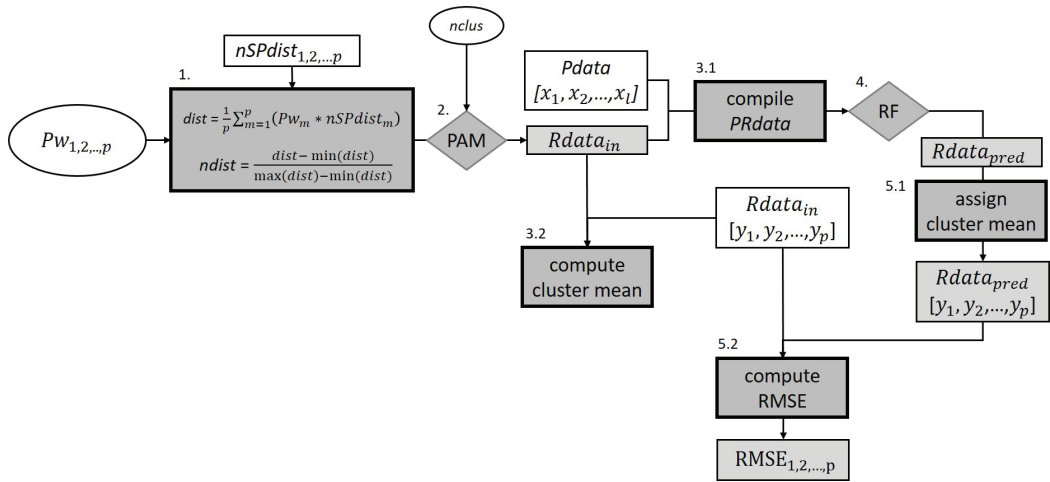 nclus
nSPdist1,2,...p
1.
dist = 1/p ∑m=1^p (Pwm * nSPdistm)
ndist = dist− min(dist) / max(dist)−min(dist)
Pw1,2,..,p
2.
PAM
Pdata
[x1, x2,...,xl]
Rdatain
3.1
compile
PRdata
4.
RF
Rdatapred
5.1
assign
cluster mean
Rdatain
[y1, y2,...,yp]
3.2
compute
cluster mean
Rdatapred
[y1, y2,...,yp]
5.2
compute
RMSE
RMSE1,2,...,p